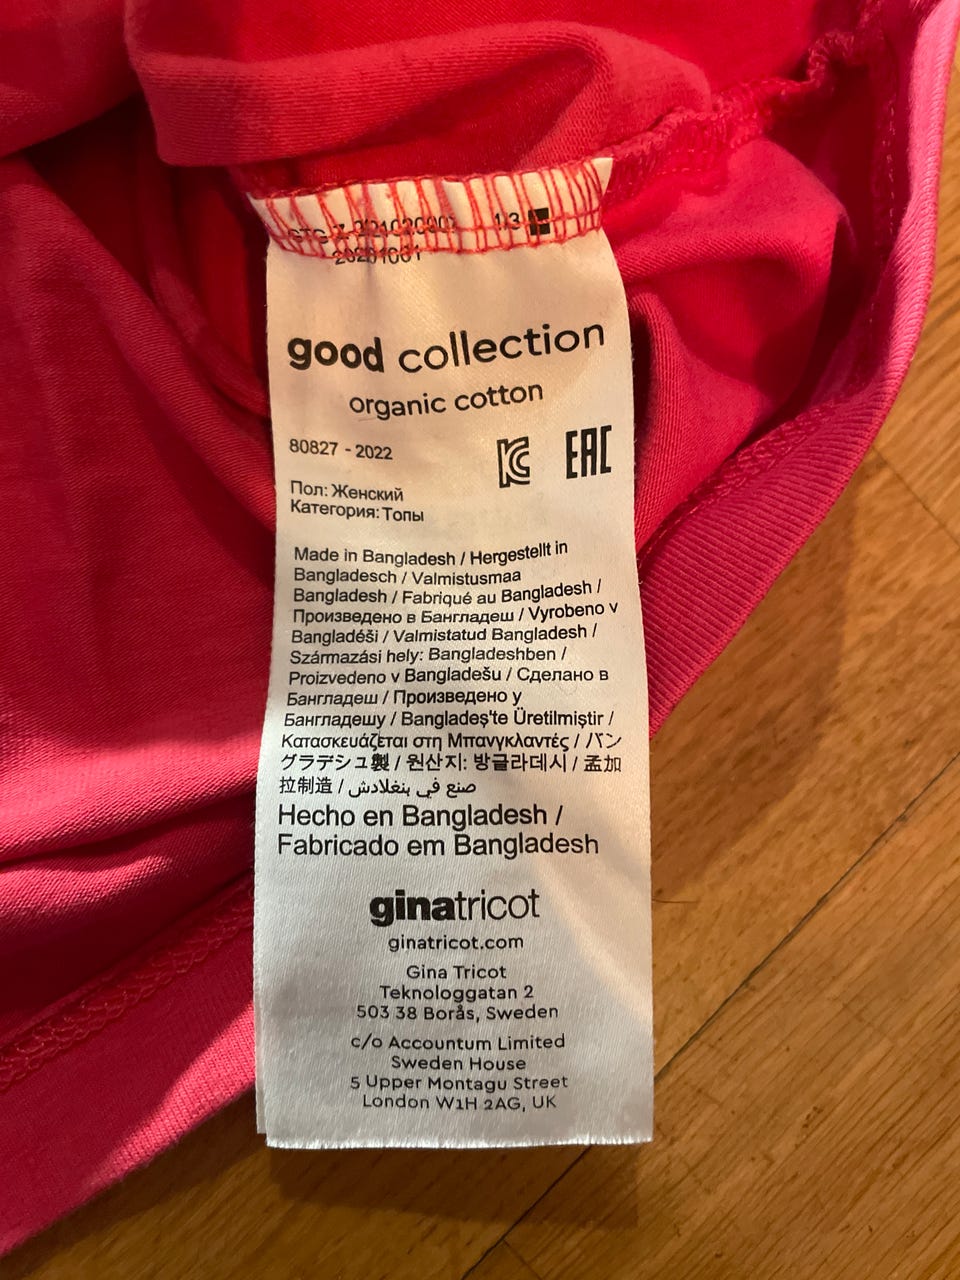 1/3
good collection
organic cotton
80827 - 2022
Пол: Женский
Категория: Топы
EAC
Made in Bangladesh / Hergestellt in
Bangladesch / Valmistusmaa
Bangladesh / Fabriqué au Bangladesh /
Произведено в Бангладеш / Vyrobeno v
Bangladéši / Valmistatud Bangladesh /
Származási hely: Bangladeshben /
Proizvedeno v Bangladešu / Сделано в
Бангладеш / Произведено у
Бангладешу / Bangladeş'te Üretilmiştir /
Κατασκευάζεται στη Μπανγκλαντές / バン
グラデシュ製 / 원산지: 방글라데시 / 孟加
拉制造 / صنع في بنغلادش
Hecho en Bangladesh /
Fabricado em Bangladesh
ginatricot
ginatricot.com
Gina Tricot
Teknologgatan 2
503 38 Borås, Sweden
c/o Accountum Limited
Sweden House
5 Upper Montagu Street
London W1H 2AG, UK